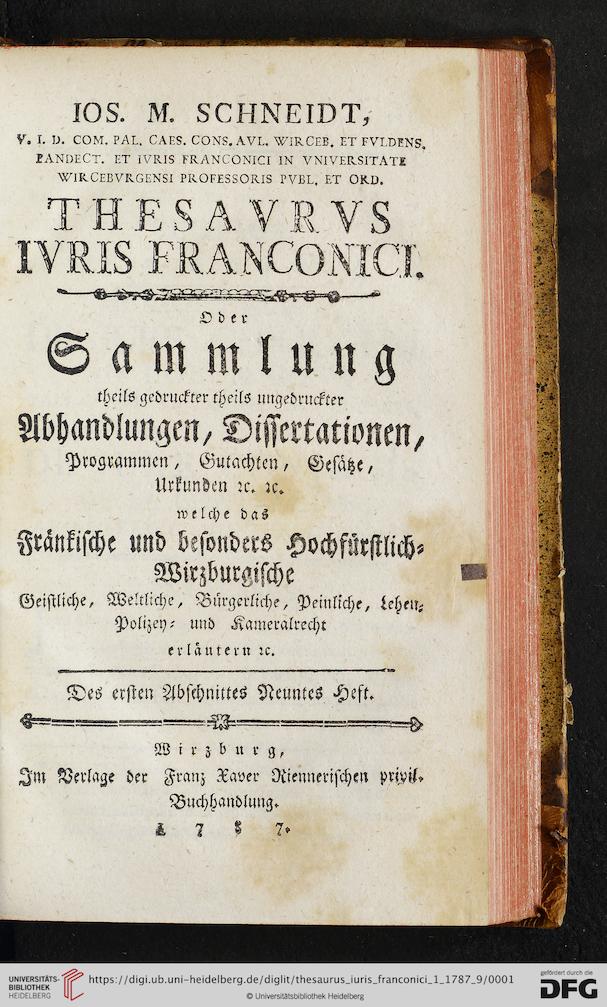 IOS. M. SCHNEIDT,
V. I. D. COM. PAL. CAES. CONS. AVL. WIRCEB. ET FVLDENS.
PANDECT. ET IVRIS FRANCONICI IN VNIVERSITATE
WIRCEBVRGENSI PROFESSORIS PVBL. ET ORD.
THESAVRVS
IVRIS FRANCONICI.
Oder
Sammlung
theils gedruckter theils ungedruckter
Abhandlungen, Dissertationen,
Programmen, Gutachten, Gesätze,
Urkunden ꝛc. ꝛc.
welche das
Fränkische und besonders Hochfürstlich-
Wirzburgische
Geistliche, Weltliche, Bürgerliche, Peinliche, Lehen-
Polizey- und Kameralrecht
erläutern ꝛc.
Des ersten Abschnittes Neuntes Heft.
Wirzburg,
Im Verlage der Franz Xaver Riennerischen privil.
Buchhandlung.
1787.
UNIVERSITÄTS-
BIBLIOTHEK
HEIDELBERG
https://digi.ub.uni-heidelberg.de/diglit/thesaurus_iuris_franconici_1_1787_9/0001
© Universitätsbibliothek Heidelberg
gefördert durch die
DFG